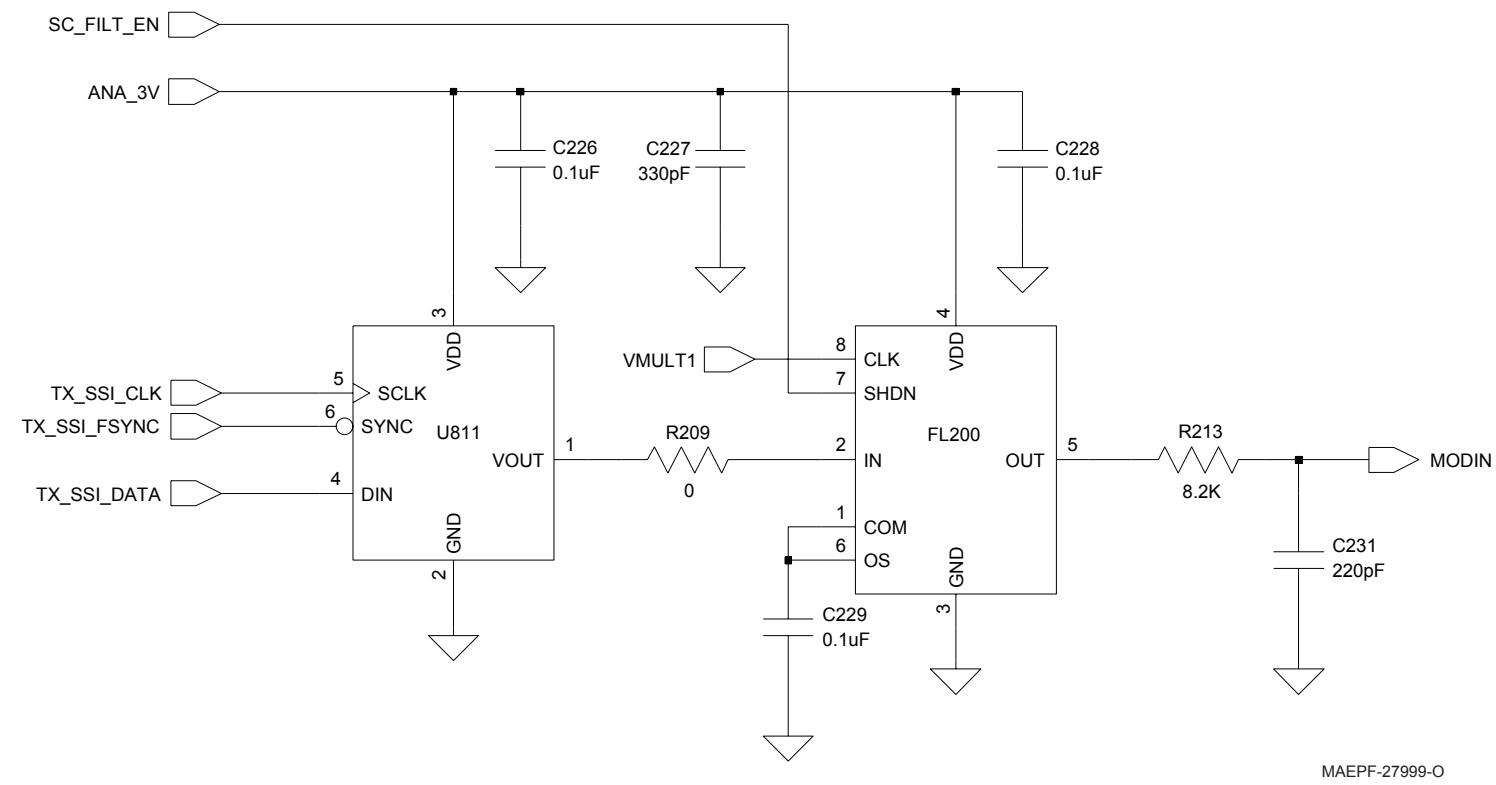 SC_FILT_EN
ANA_3V
C226
0.1uF
C227
330pF
C228
0.1uF
3
VDD
4
VDD
VMULT1
8
CLK
7
SHDN
TX_SSI_CLK
5
SCLK
TX_SSI_FSYNC
6
SYNC
U811
TX_SSI_DATA
4
DIN
VOUT
1
R209
0
2
IN
FL200
OUT
5
R213
8.2K
MODIN
GND
2
1
COM
6
OS
GND
3
C229
0.1uF
C231
220pF
MAEPF-27999-O